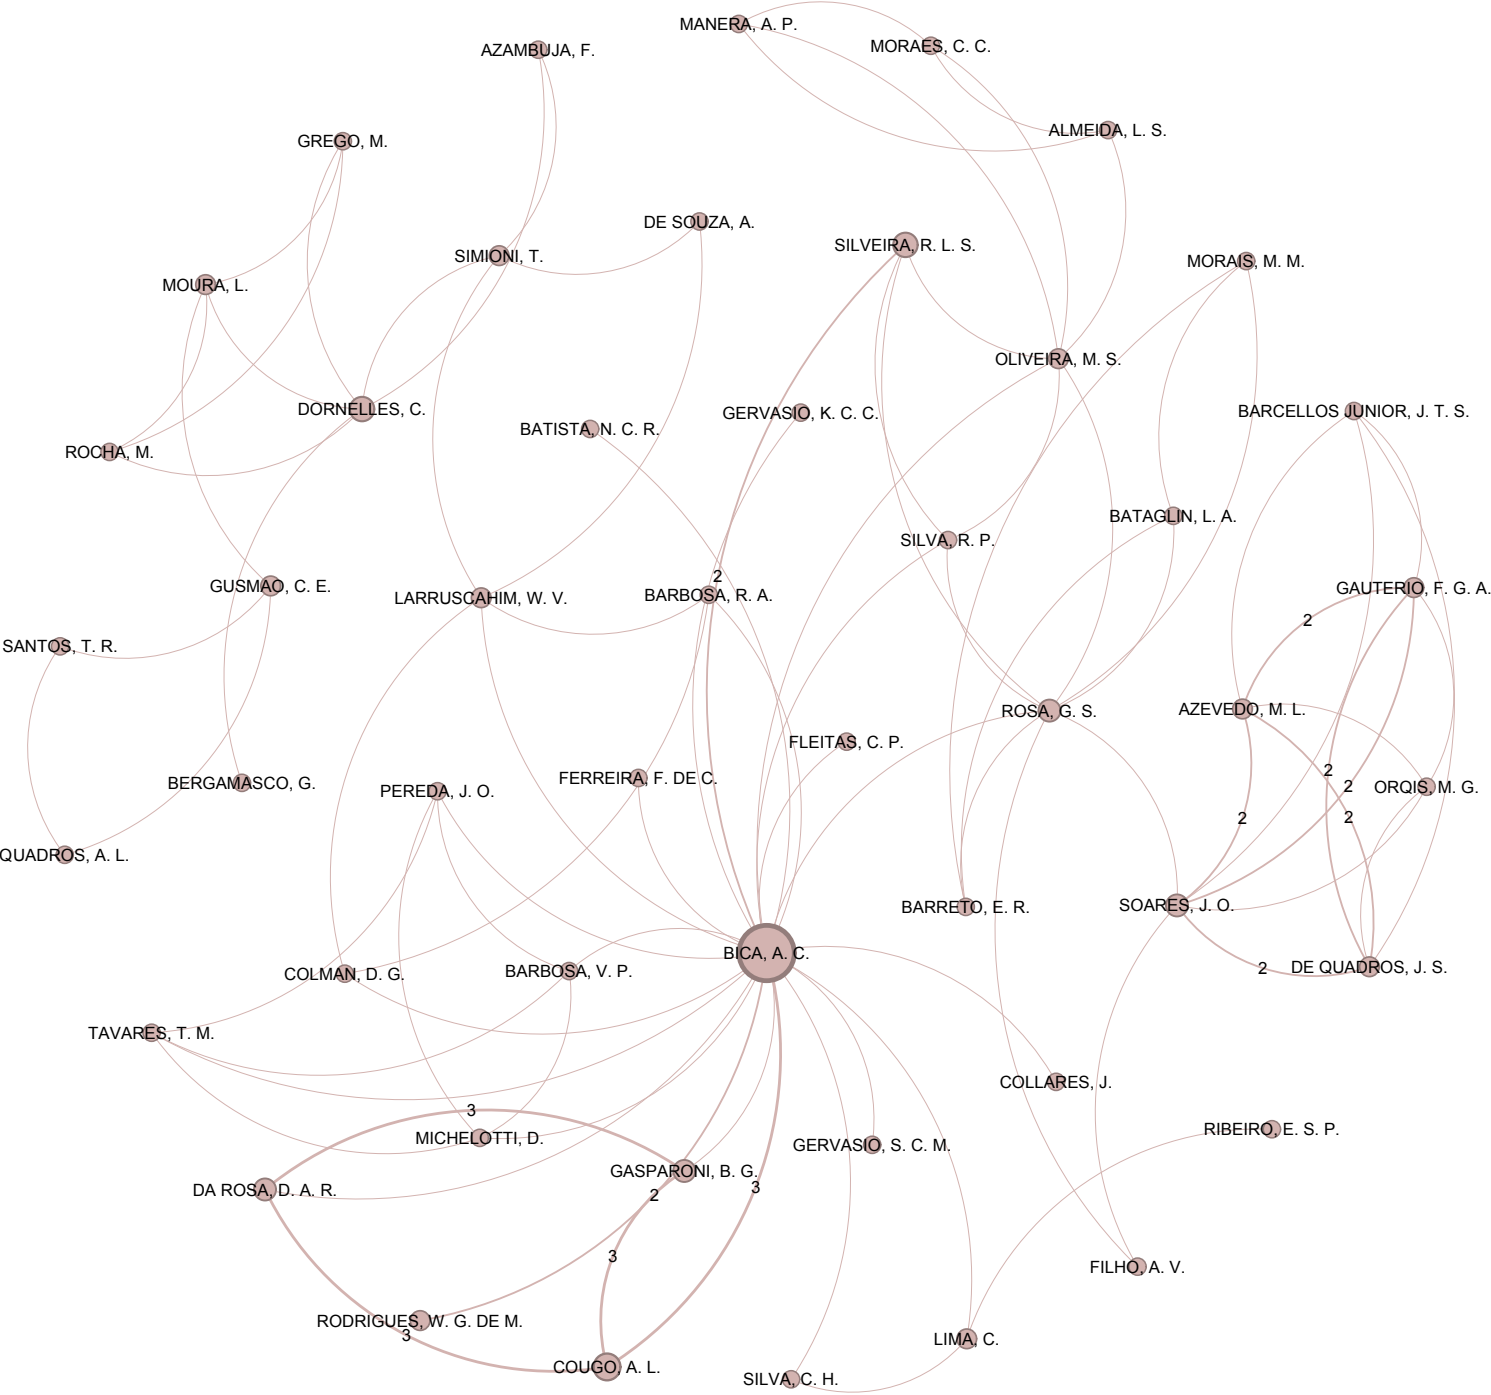 MANERA, A. P.
MORAES, C. C.
AZAMBUJA, F.
ALMEIDA, L. S.
GREGO, M.
DE SOUZA, A.
SILVEIRA, R. L. S.
SIMIONI, T.
MORAIS, M. M.
MOURA, L.
OLIVEIRA, M. S.
DORNELLES, C.
GERVASIO, K. C. C.
BARCELLOS JUNIOR, J. T. S.
BATISTA, N. C. R.
ROCHA, M.
BATAGLIN, L. A.
SILVA, R. P.
2
GUSMAO, C. E.
LARRUSCAHIM, W. V.
BARBOSA, R. A.
GAUTERIO, F. G. A.
2
SANTOS, T. R.
ROSA, G. S.
AZEVEDO, M. L.
FLEITAS, C. P.
2
BERGAMASCO, G.
PEREDA, J. O.
FERREIRA, F. DE C.
2
ORQIS, M. G.
2
2
QUADROS, A. L.
BARRETO, E. R.
SOARES, J. O.
BICA, A. C.
COLMAN, D. G.
BARBOSA, V. P.
2
DE QUADROS, J. S.
TAVARES, T. M.
COLLARES, J.
3
MICHELOTTI, D.
GERVASIO, S. C. M.
RIBEIRO, E. S. P.
GASPARONI, B. G.
DA ROSA, D. A. R.
2
3
3
FILHO, A. V.
RODRIGUES, W. G. DE M.
3
LIMA, C.
COUGO, A. L.
SILVA, C. H.